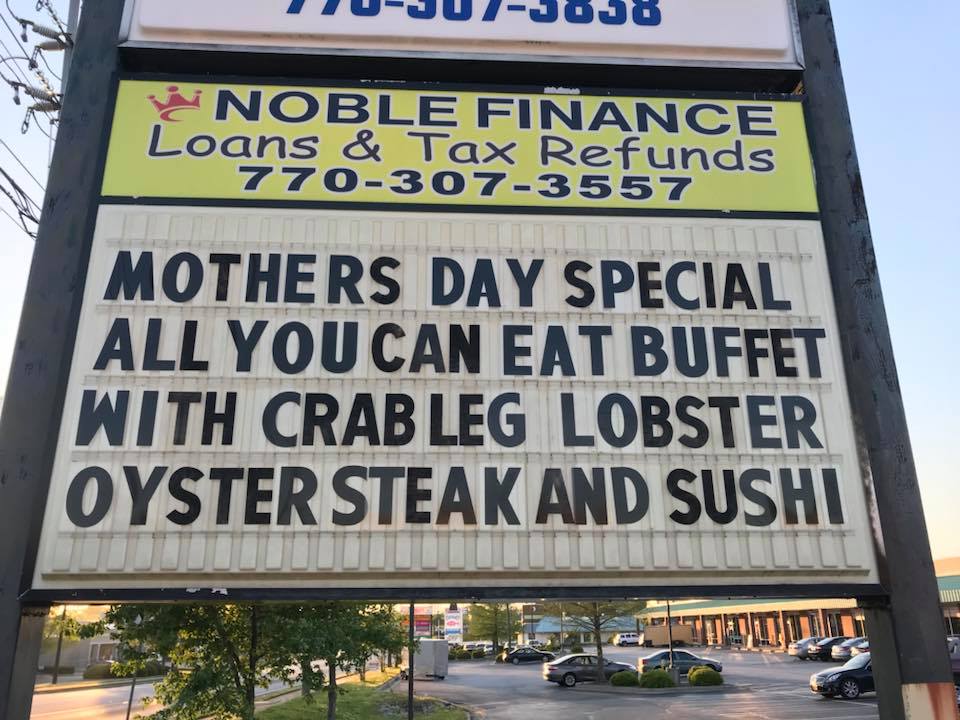 770-307-3838
NOBLE FINANCE
Loans & Tax Refunds
770-307-3557
MOTHERS DAY SPECIAL
ALL YOU CAN EAT BUFFET
WITH CRAB LEG LOBSTER
OYSTER STEAK AND SUSHI